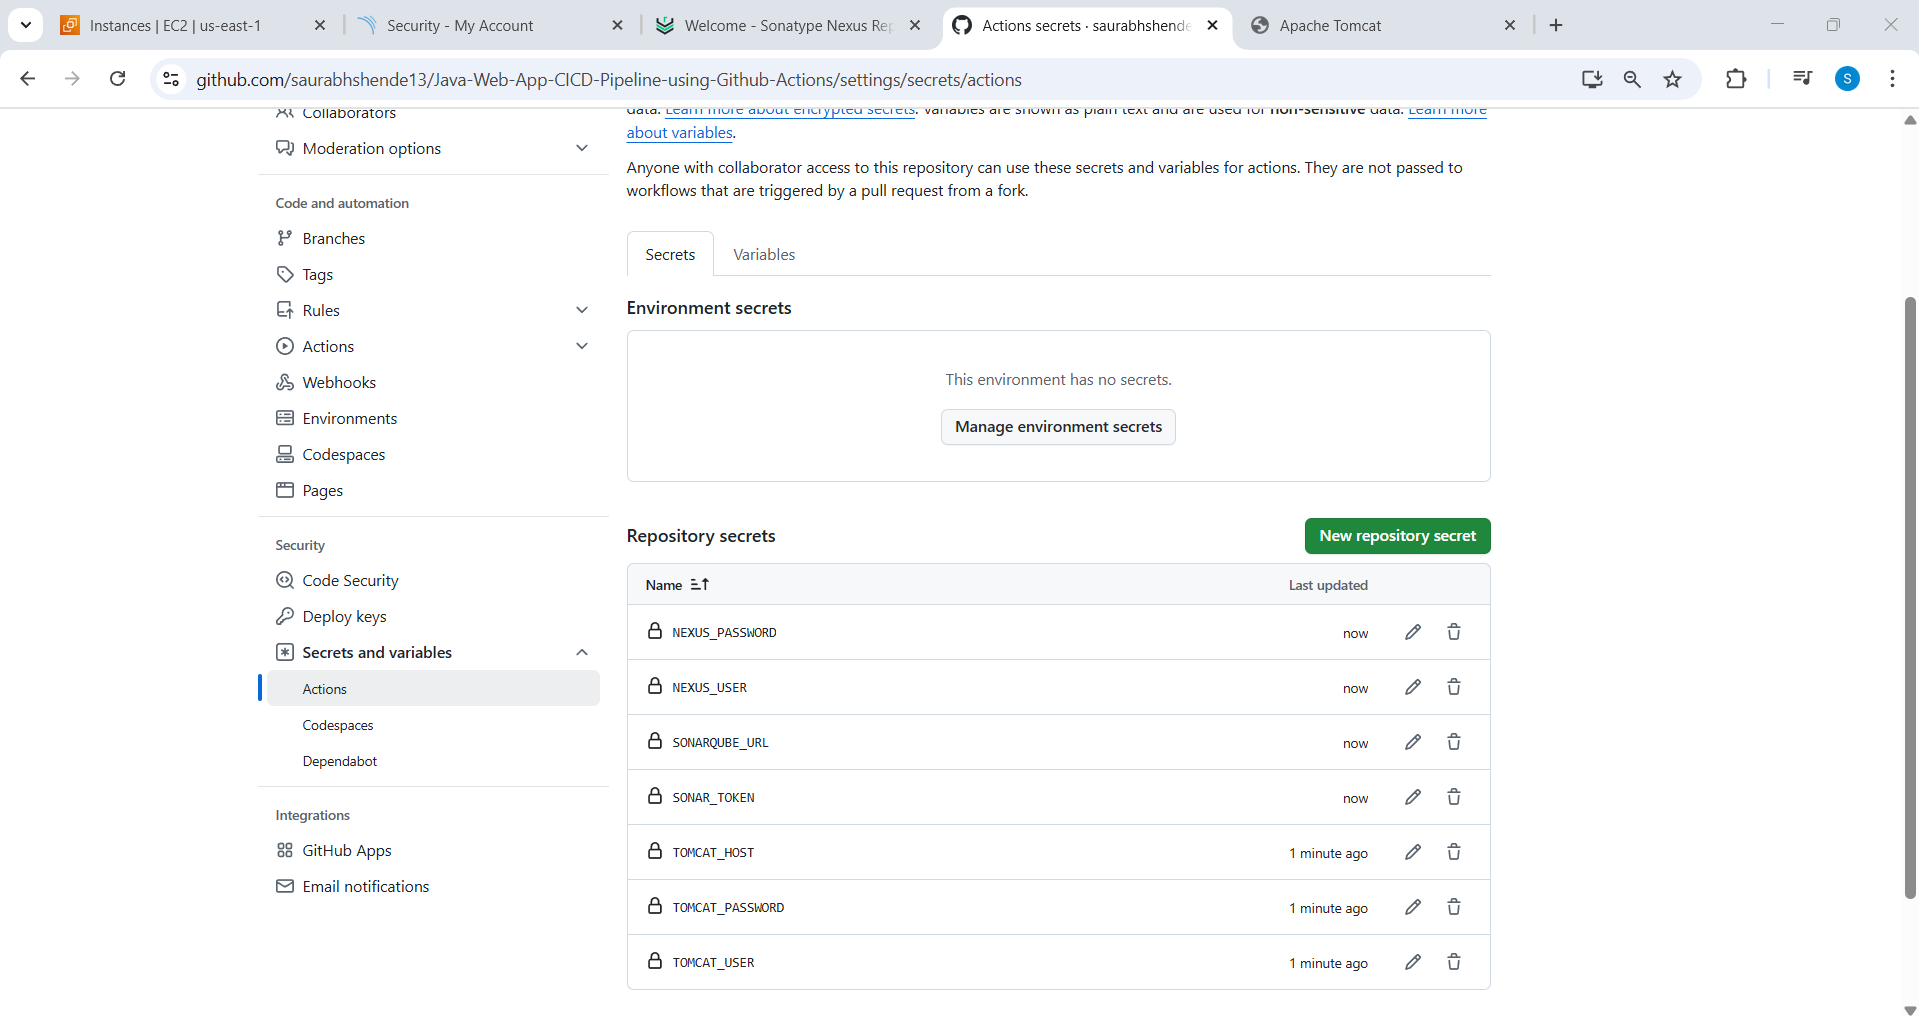 Instances | EC2 | us-east-1
Security - My Account
Welcome - Sonatype Nexus Rep
Actions secrets · saurabhshende
Apache Tomcat
github.com/saurabhshende13/Java-Web-App-CICD-Pipeline-using-Github-Actions/settings/secrets/actions
S
Collaborators
Moderation options
Code and automation
Branches
Tags
Rules
Actions
Webhooks
Environments
Codespaces
Pages
Security
Code Security
Deploy keys
Secrets and variables
Actions
Codespaces
Dependabot
Integrations
GitHub Apps
Email notifications
data. Learn more about encrypted secrets. Variables are shown as plain text and are used for non-sensitive data. Learn more
about variables.
Anyone with collaborator access to this repository can use these secrets and variables for actions. They are not passed to
workflows that are triggered by a pull request from a fork.
Secrets
Variables
Environment secrets
This environment has no secrets.
Manage environment secrets
Repository secrets
New repository secret
Name
Last updated
NEXUS_PASSWORD
now
NEXUS_USER
now
SONARQUBE_URL
now
SONAR_TOKEN
now
TOMCAT_HOST
1 minute ago
TOMCAT_PASSWORD
1 minute ago
TOMCAT_USER
1 minute ago